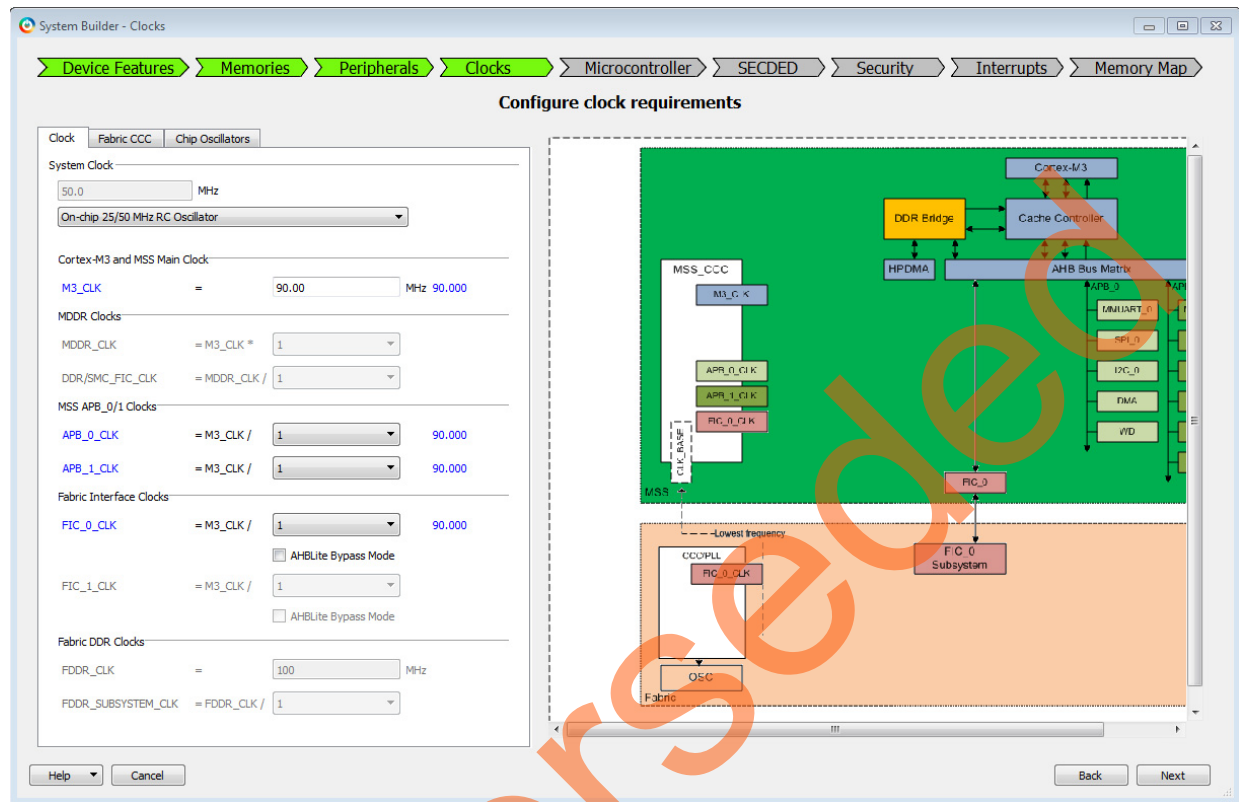 System Builder - Clocks
Device Features
Memories
Peripherals
Clocks
Microcontroller
SECDED
Security
Interrupts
Memory Map
Configure clock requirements
Clock
Fabric CCC
Chip Oscillators
System Clock
50.0 MHz
On-chip 25/50 MHz RC Oscillator
Cortex-M3 and MSS Main Clock
M3_CLK = 90.00 MHz 90.000
MDDR Clocks
MDDR_CLK = M3_CLK * 1
DDR/SMC_FIC_CLK = MDDR_CLK / 1
MSS APB_0/1 Clocks
APB_0_CLK = M3_CLK / 1 90.000
APB_1_CLK = M3_CLK / 1 90.000
Fabric Interface Clocks
FIC_0_CLK = M3_CLK / 1 90.000
AHBLite Bypass Mode
FIC_1_CLK = M3_CLK / 1
AHBLite Bypass Mode
Fabric DDR Clocks
FDDR_CLK = 100 MHz
FDDR_SUBSYSTEM_CLK = FDDR_CLK / 1
Cortex-M3
DDR Bridge
Cache Controller
MSS_CCC
HPDMA
AHB Bus Matrix
M3_CLK
APB_0
MMUART_0
SPI_0
APB_0_CLK
I2C_0
APB_1_CLK
DMA
FIC_0_CLK
WD
CLK_BASE
FIC_0
MSS
Lowest frequency
CCC/PLL
FIC_0_CLK
FIC_0
Subsystem
OSC
Fabric
Help
Cancel
Back
Next